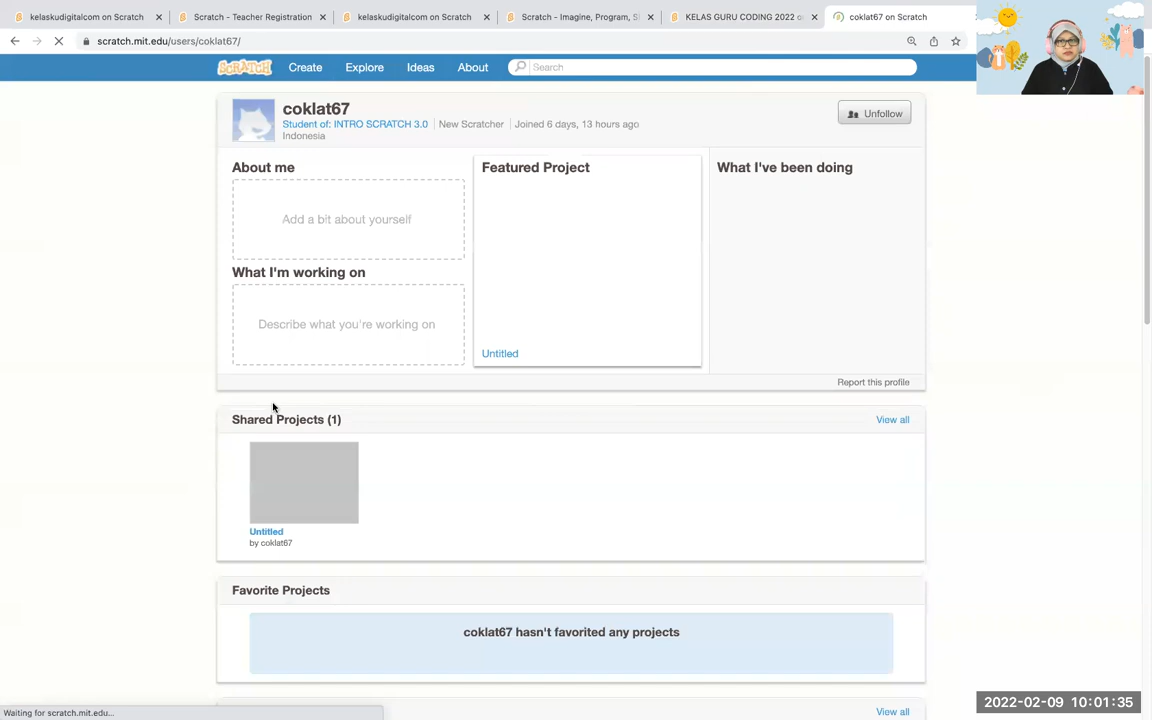 kelaskudigitalcom on Scratch
Scratch - Teacher Registration
kelaskudigitalcom on Scratch
Scratch - Imagine, Program, S
KELAS GURU CODING 2022 o
coklat67 on Scratch
scratch.mit.edu/users/coklat67/
SCRATCH
Create
Explore
Ideas
About
Search
coklat67
Student of: INTRO SCRATCH 3.0
New Scratcher
Joined 6 days, 13 hours ago
Indonesia
Unfollow
About me
Add a bit about yourself
What I'm working on
Describe what you're working on
Featured Project
Untitled
What I've been doing
Report this profile
Shared Projects (1)
View all
Untitled
by coklat67
Favorite Projects
coklat67 hasn't favorited any projects
View all
Waiting for scratch.mit.edu...
2022-02-09 10:01:35